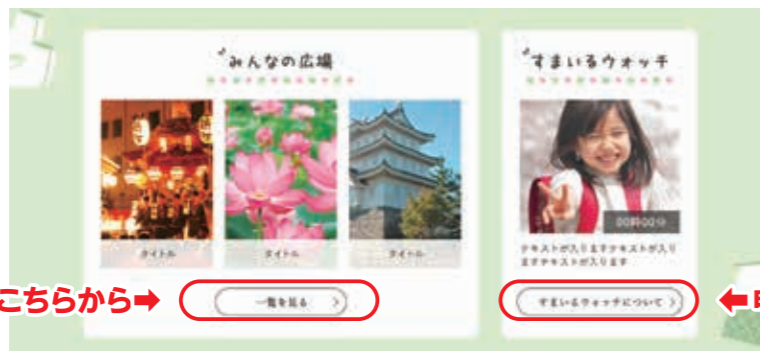 みんなの広場
タイトル
タイトル
タイトル
こちらから➡
一覧を見る
すまいるウォッチ
00時00分
テキストが入りますテキストが入り
ますテキストが入ります
すまいるウォッチについて
⬅